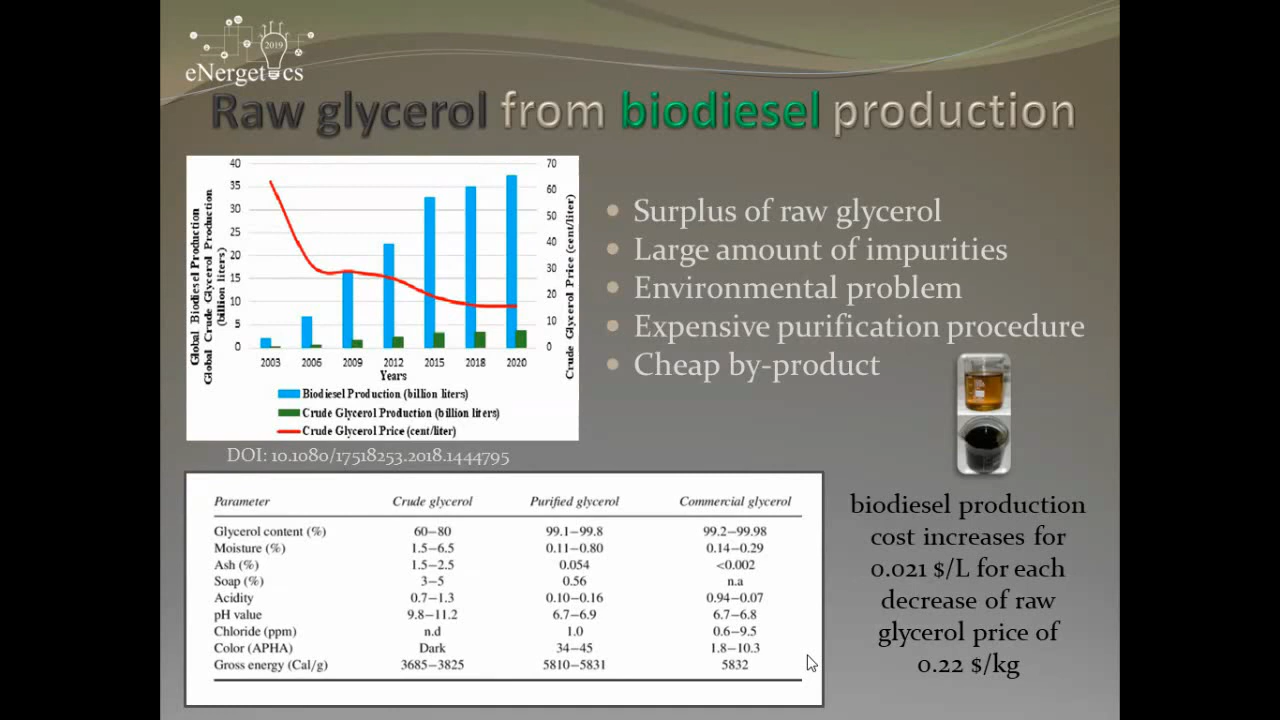 2019
eNergetics
Raw glycerol from biodiesel production
Global Biodiesel Production
Global Crude Glycerol Production
(billion liters)
40
35
30
25
20
15
10
5
0
70
60
50
40
30
20
10
0
Crude Glycerol Price (cent/liter)
2003 2006 2009 2012 2015 2018 2020
Years
Biodiesel Production (billion liters)
Crude Glycerol Production (billion liters)
Crude Glycerol Price (cent/liter)
DOI: 10.1080/17518253.2018.1444795
• Surplus of raw glycerol
• Large amount of impurities
• Environmental problem
• Expensive purification procedure
• Cheap by-product
Parameter Crude glycerol Purified glycerol Commercial glycerol
Glycerol content (%) 60–80 99.1–99.8 99.2–99.98
Moisture (%) 1.5–6.5 0.11–0.80 0.14–0.29
Ash (%) 1.5–2.5 0.054 <0.002
Soap (%) 3–5 0.56 n.a
Acidity 0.7–1.3 0.10–0.16 0.94–0.07
pH value 9.8–11.2 6.7–6.9 6.7–6.8
Chloride (ppm) n.d 1.0 0.6–9.5
Color (APHA) Dark 34–45 1.8–10.3
Gross energy (Cal/g) 3685–3825 5810–5831 5832
biodiesel production
cost increases for
0.021 $/L for each
decrease of raw
glycerol price of
0.22 $/kg